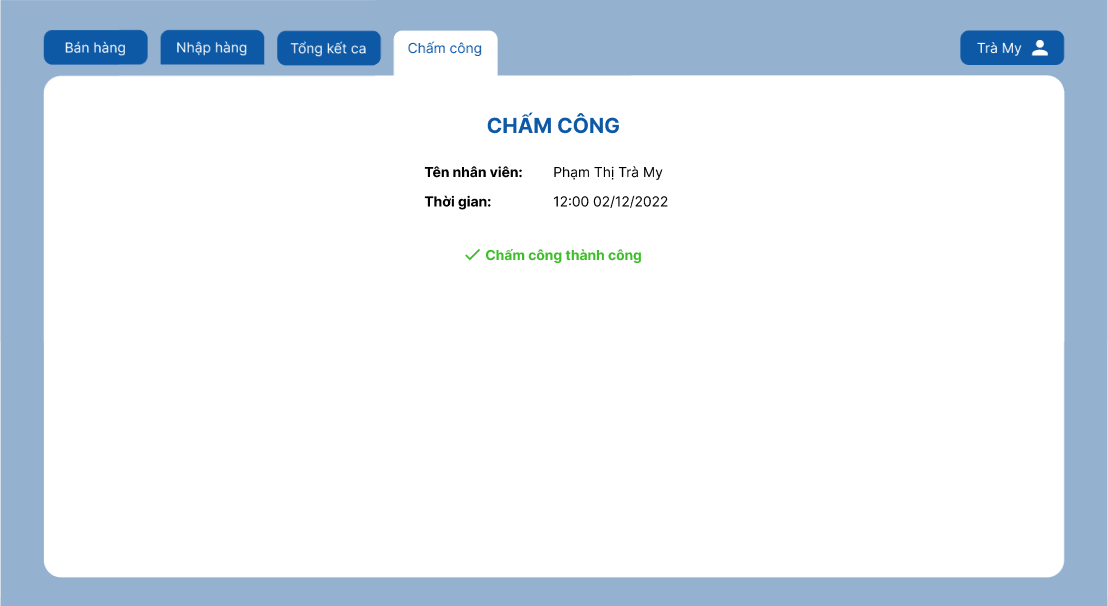 Bán hàng
Nhập hàng
Tổng kết ca
Chấm công
Trà My
CHẤM CÔNG
Tên nhân viên: Phạm Thị Trà My
Thời gian: 12:00 02/12/2022
Chấm công thành công